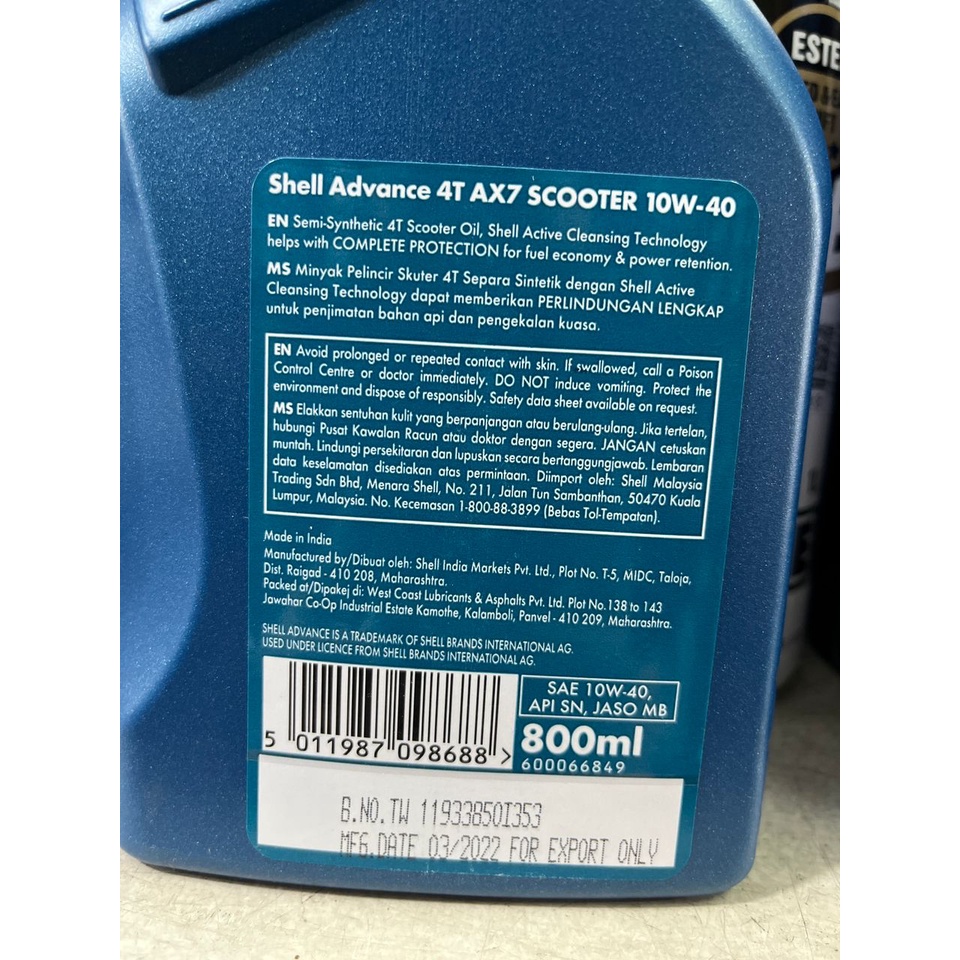 Shell Advance 4T AX7 SCOOTER 10W-40
EN Semi-Synthetic 4T Scooter Oil, Shell Active Cleansing Technology
helps with COMPLETE PROTECTION for fuel economy & power retention.
MS Minyak Pelincir Skuter 4T Separa Sintetik dengan Shell Active
Cleansing Technology dapat memberikan PERLINDUNGAN LENGKAP
untuk penjimatan bahan api dan pengekalan kuasa.
EN Avoid prolonged or repeated contact with skin. If swallowed, call a Poison
Control Centre or doctor immediately. DO NOT induce vomiting. Protect the
environment and dispose of responsibly. Safety data sheet available on request.
MS Elakkan sentuhan kulit yang berpanjangan atau berulang-ulang. Jika tertelan,
hubungi Pusat Kawalan Racun atau doktor dengan segera. JANGAN cetuskan
muntah. Lindungi persekitaran dan lupuskan secara bertanggungjawab. Lembaran
data keselamatan disediakan atas permintaan. Diimport oleh: Shell Malaysia
Trading Sdn Bhd, Menara Shell, No. 211, Jalan Tun Sambanthan, 50470 Kuala
Lumpur, Malaysia. No. Kecemasan 1-800-88-3899 (Bebas Tol-Tempatan).
Made in India
Manufactured by/Dibuat oleh: Shell India Markets Pvt. Ltd., Plot No. T-5, MIDC, Taloja,
Dist. Raigad - 410 208, Maharashtra.
Packed at/Dipakej di: West Coast Lubricants & Asphalts Pvt. Ltd. Plot No.138 to 143
Jawahar Co-Op Industrial Estate Kamothe, Kalamboli, Panvel - 410 209, Maharashtra.
SHELL ADVANCE IS A TRADEMARK OF SHELL BRANDS INTERNATIONAL AG.
USED UNDER LICENCE FROM SHELL BRANDS INTERNATIONAL AG.
SAE 10W-40,
API SN, JASO MB
800ml
600066849
5 011987 098688 >
B.NO.TW 11933850I353
MFG.DATE 03/2022 FOR EXPORT ONLY
ESTE